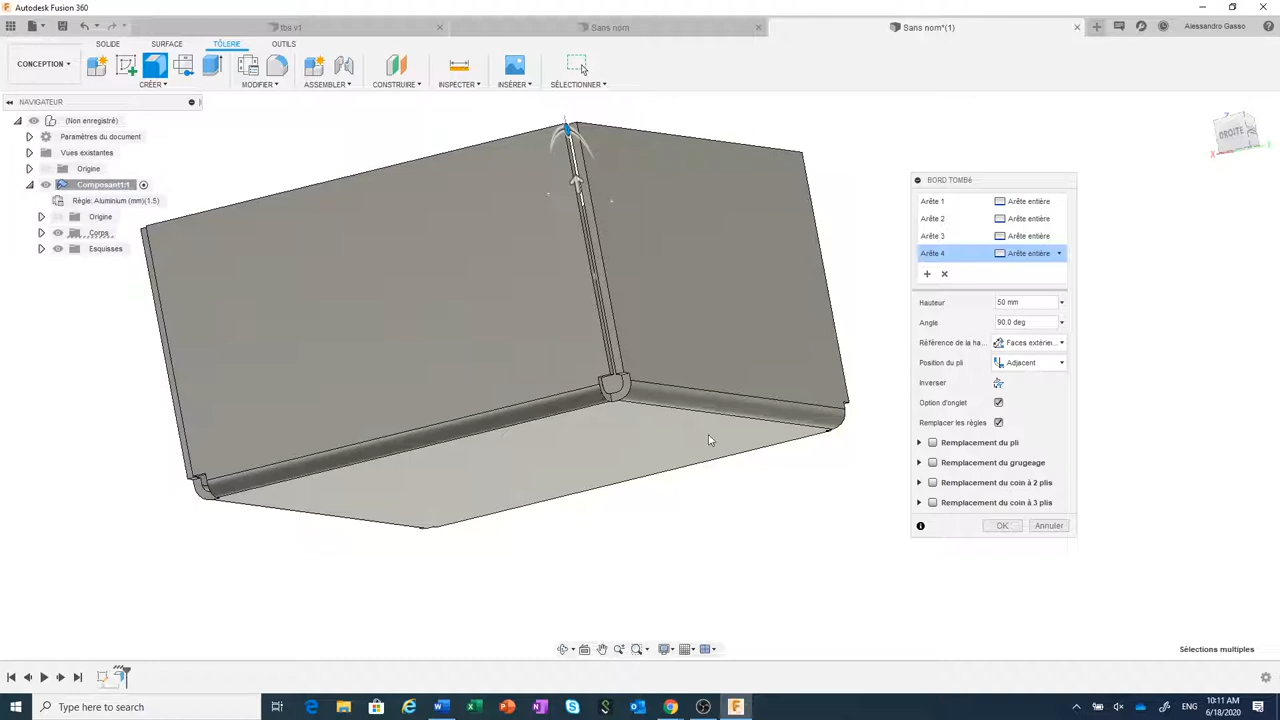 Autodesk Fusion 360
tbs v1
Sans nom
Sans nom*(1)
Alessandro Gasso
SOLIDE
SURFACE
TÔLERIE
OUTILS
CONCEPTION
CRÉER
MODIFIER
ASSEMBLER
CONSTRUIRE
INSPECTER
INSÉRER
SÉLECTIONNER
NAVIGATEUR
(Non enregistré)
Paramètres du document
Vues existantes
Origine
Composant1:1
Règle: Aluminium (mm)(1.5)
Origine
Corps
Esquisses
Z
DROITE
X
Y
BORD TOMBé
Arête 1 Arête entière
Arête 2 Arête entière
Arête 3 Arête entière
Arête 4 Arête entière
Hauteur 50 mm
Angle 90.0 deg
Référence de la ha... Faces extérieu...
Position du pli Adjacent
Inverser
Option d'onglet
Remplacer les règles
Remplacement du pli
Remplacement du grugeage
Remplacement du coin à 2 plis
Remplacement du coin à 3 plis
OK Annuler
Sélections multiples
Type here to search
10:11 AM
6/18/2020